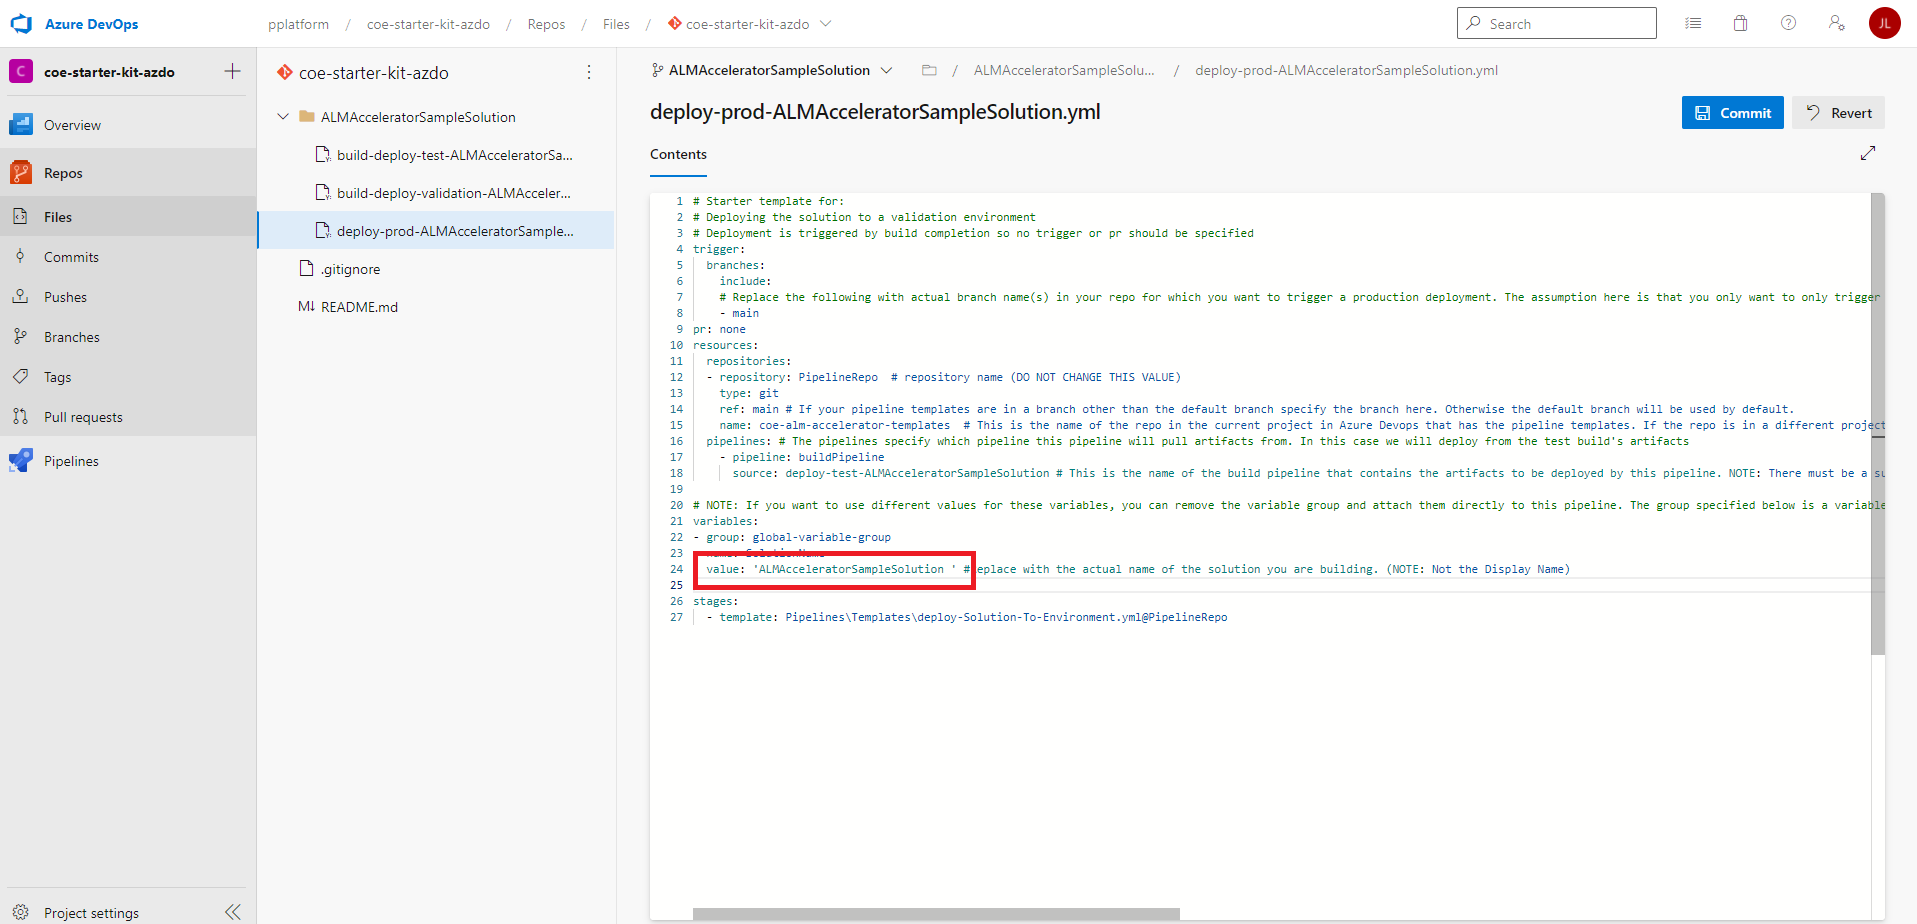 Azure DevOps
pplatform / coe-starter-kit-azdo / Repos / Files / coe-starter-kit-azdo
Search
JL
C coe-starter-kit-azdo
Overview
Repos
Files
Commits
Pushes
Branches
Tags
Pull requests
Pipelines
Project settings
coe-starter-kit-azdo
ALMAcceleratorSampleSolution
build-deploy-test-ALMAcceleratorSa...
build-deploy-validation-ALMAcceler...
deploy-prod-ALMAcceleratorSample...
.gitignore
README.md
ALMAcceleratorSampleSolution / ALMAcceleratorSampleSolu... / deploy-prod-ALMAcceleratorSampleSolution.yml
deploy-prod-ALMAcceleratorSampleSolution.yml
Commit
Revert
Contents
1 # Starter template for:
2 # Deploying the solution to a validation environment
3 # Deployment is triggered by build completion so no trigger or pr should be specified
4 trigger:
5 branches:
6 include:
7 # Replace the following with actual branch name(s) in your repo for which you want to trigger a production deployment. The assumption here is that you only want to only trigger
8 - main
9 pr: none
10 resources:
11 repositories:
12 - repository: PipelineRepo # repository name (DO NOT CHANGE THIS VALUE)
13 type: git
14 ref: main # If your pipeline templates are in a branch other than the default branch specify the branch here. Otherwise the default branch will be used by default.
15 name: coe-alm-accelerator-templates # This is the name of the repo in the current project in Azure Devops that has the pipeline templates. If the repo is in a different project
16 pipelines: # The pipelines specify which pipeline this pipeline will pull artifacts from. In this case we will deploy from the test build's artifacts
17 - pipeline: buildPipeline
18 source: deploy-test-ALMAcceleratorSampleSolution # This is the name of the build pipeline that contains the artifacts to be deployed by this pipeline. NOTE: There must be a su
19
20 # NOTE: If you want to use different values for these variables, you can remove the variable group and attach them directly to this pipeline. The group specified below is a variable
21 variables:
22 - group: global-variable-group
23 - name: SolutionName
24 value: 'ALMAcceleratorSampleSolution ' #eplace with the actual name of the solution you are building. (NOTE: Not the Display Name)
25
26 stages:
27 - template: Pipelines\Templates\deploy-Solution-To-Environment.yml@PipelineRepo